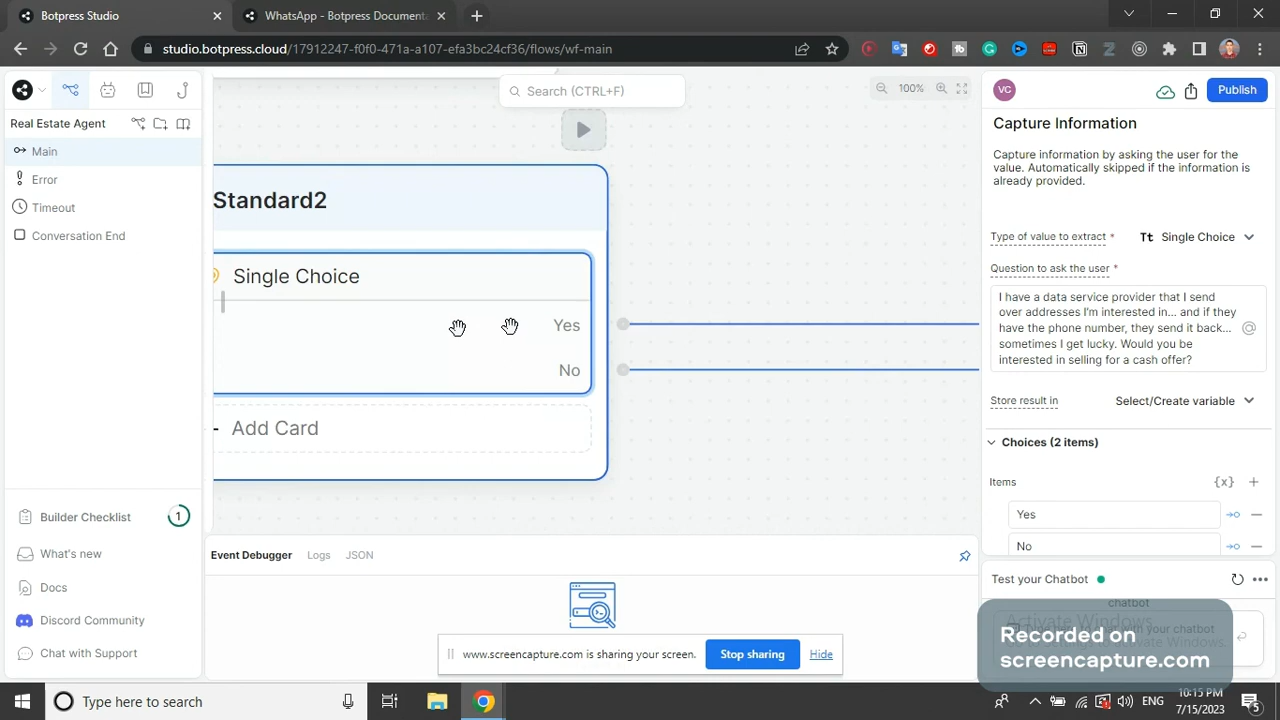 Botpress Studio
WhatsApp - Botpress Documenta
studio.botpress.cloud/17912247-f0f0-471a-a107-efa3bc24cf36/flows/wf-main
Search (CTRL+F)
100%
VC
Publish
Real Estate Agent
Main
Error
Timeout
Conversation End
Standard2
Single Choice
Yes
No
Add Card
Capture Information
Capture information by asking the user for the
value. Automatically skipped if the information is
already provided.
Type of value to extract *
Tt Single Choice
Question to ask the user *
I have a data service provider that I send
over addresses I'm interested in... and if they
have the phone number, they send it back...
sometimes I get lucky. Would you be
interested in selling for a cash offer?
@
Store result in
Select/Create variable
Choices (2 items)
Items
{x} +
Yes
No
Builder Checklist
1
What's new
Docs
Discord Community
Chat with Support
Event Debugger
Logs
JSON
Test your Chatbot
chatbot
Activate Windows
Recorded on
screencapture.com
www.screencapture.com is sharing your screen.
Stop sharing
Hide
Type here to search
ENG
10:15 PM
7/15/2023
5